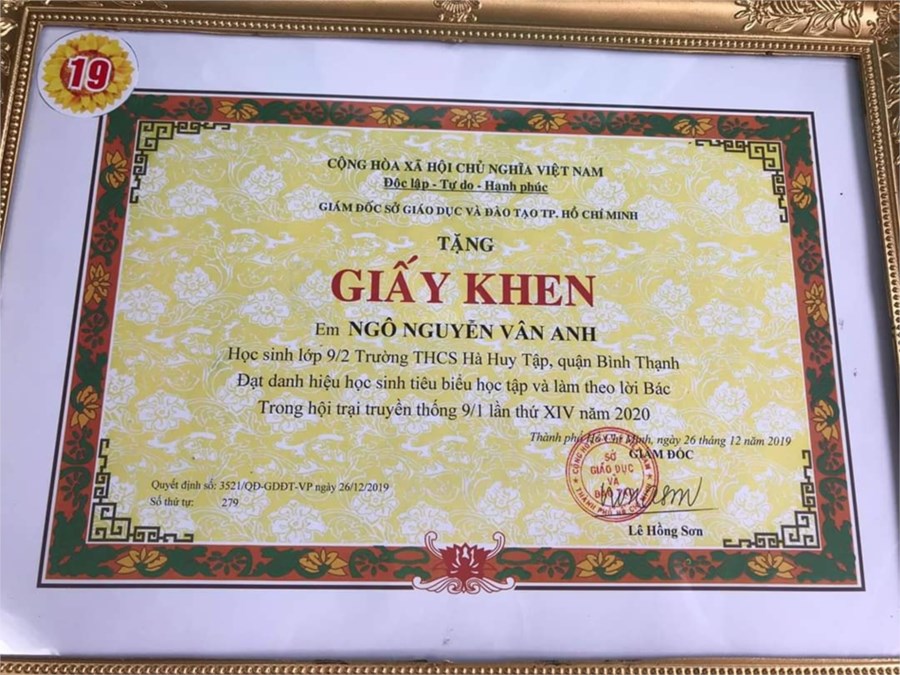 19
CỘNG HÒA XÃ HỘI CHỦ NGHĨA VIỆT NAM
Độc lập - Tự do - Hạnh phúc
GIÁM ĐỐC SỞ GIÁO DỤC VÀ ĐÀO TẠO TP. HỒ CHÍ MINH
TẶNG
GIẤY KHEN
Em NGÔ NGUYỄN VÂN ANH
Học sinh lớp 9/2 Trường THCS Hà Huy Tập, quận Bình Thạnh
Đạt danh hiệu học sinh tiêu biểu học tập và làm theo lời Bác
Trong hội trại truyền thống 9/1 lần thứ XIV năm 2020
Thành phố Hồ Chí Minh, ngày 26 tháng 12 năm 2019
GIÁM ĐỐC
SỞ
GIÁO DỤC
VÀ
Quyết định số: 3521/QĐ-GDĐT-VP ngày 26/12/2019
Số thứ tự: 279
Lê Hồng Sơn